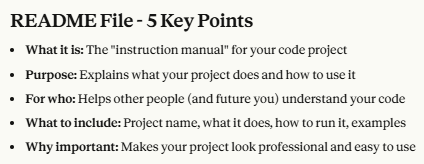 README File - 5 Key Points
• What it is: The "instruction manual" for your code project
• Purpose: Explains what your project does and how to use it
• For who: Helps other people (and future you) understand your code
• What to include: Project name, what it does, how to run it, examples
• Why important: Makes your project look professional and easy to use